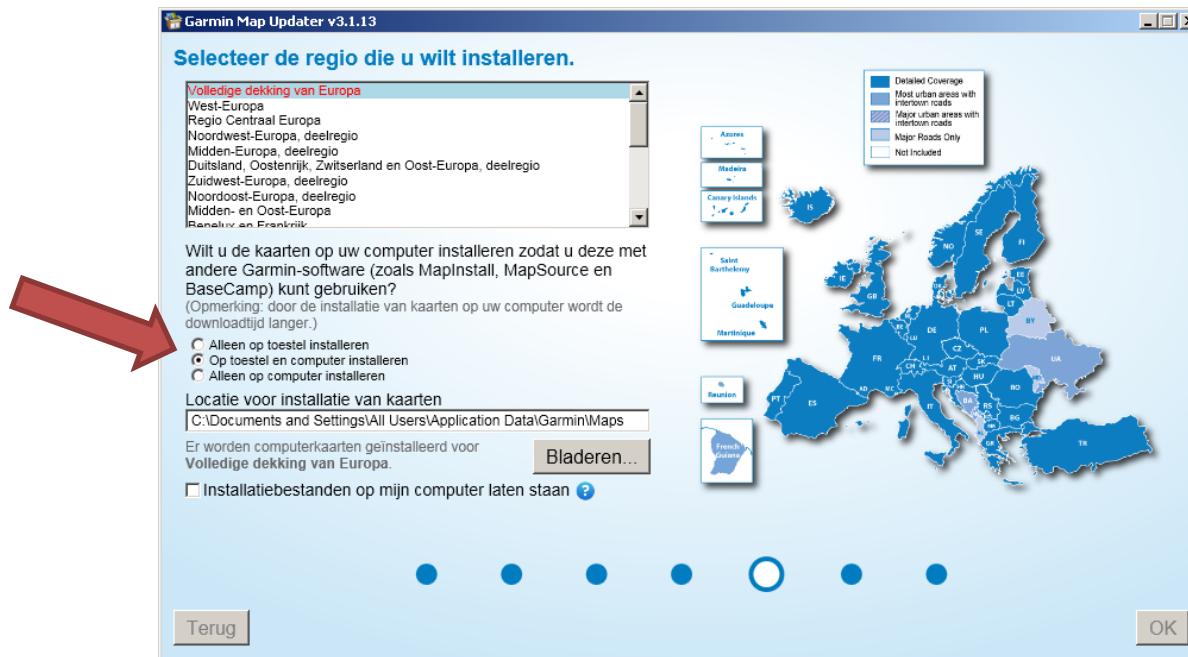 Garmin Map Updater v3.1.13
Selecteer de regio die u wilt installeren.
Volledige dekking van Europa
West-Europa
Regio Centraal Europa
Noordwest-Europa, deelregio
Midden-Europa, deelregio
Duitsland, Oostenrijk, Zwitserland en Oost-Europa, deelregio
Zuidwest-Europa, deelregio
Noordoost-Europa, deelregio
Midden- en Oost-Europa
Benelux en Frankrijk
Wilt u de kaarten op uw computer installeren zodat u deze met
andere Garmin-software (zoals MapInstall, MapSource en
BaseCamp) kunt gebruiken?
(Opmerking: door de installatie van kaarten op uw computer wordt de
downloadtijd langer.)
Alleen op toestel installeren
Op toestel en computer installeren
Alleen op computer installeren
Locatie voor installatie van kaarten
C:\Documents and Settings\All Users\Application Data\Garmin\Maps
Er worden computerkaarten geïnstalleerd voor
Volledige dekking van Europa.
Bladeren...
Installatiebestanden op mijn computer laten staan ?
Detailed Coverage
Most urban areas with
intertown roads
Major urban areas with
intertown roads
Major Roads Only
Not Included
Azores
Madeira
Canary Islands
Saint
Barthelemy
Guadeloupe
Martinique
Reunion
French
Guiana
IS
NO
SE
FI
EE
LV
LT
DK
IE
GB
BY
BE
LU
DE
PL
UA
CZ
SK
FR
CH
LI
AT
HU
RO
BA
RS
BG
AD
MC
IT
PT
ES
GR
TR
Terug
OK